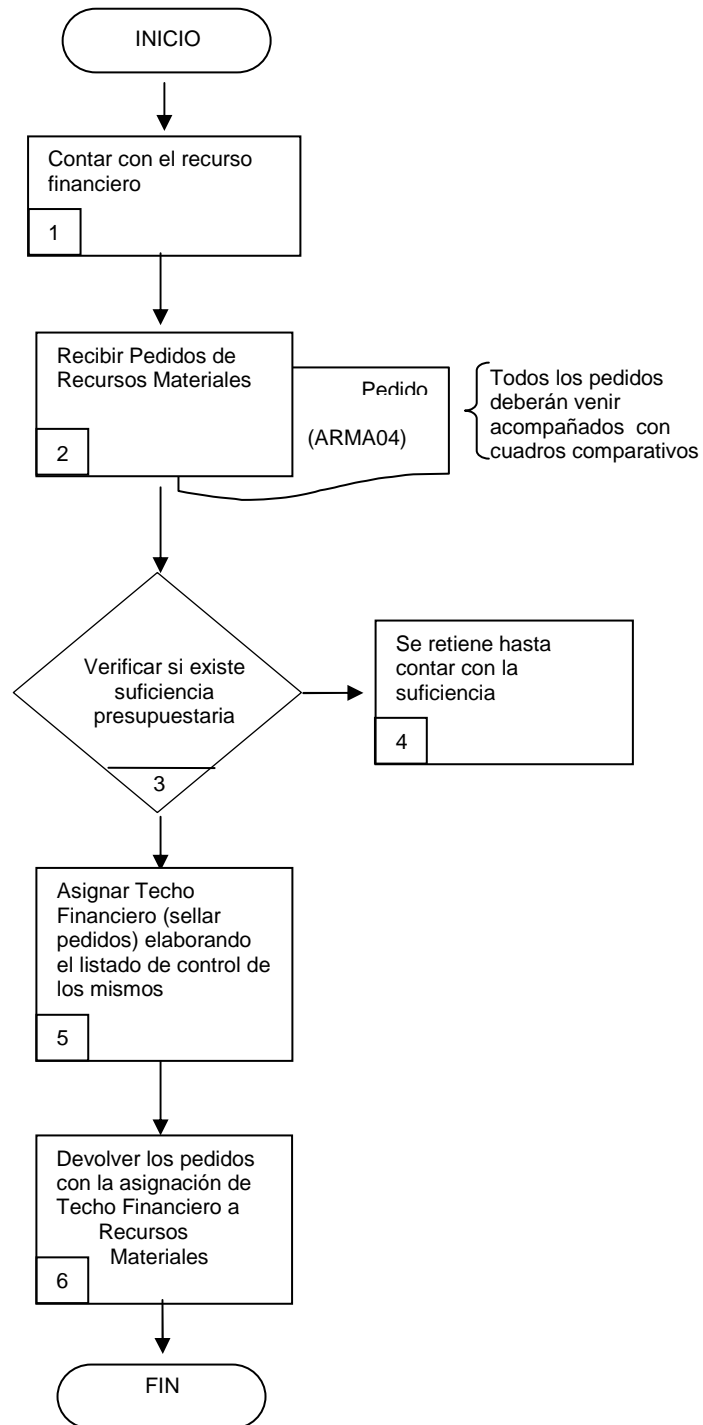 INICIO
Contar con el recurso
financiero
1
Recibir Pedidos de
Recursos Materiales
2
Pedido
(ARMA04)
Todos los pedidos
deberán venir
acompañados con
cuadros comparativos
Verificar si existe
suficiencia
presupuestaria
3
Se retiene hasta
contar con la
suficiencia
4
Asignar Techo
Financiero (sellar
pedidos) elaborando
el listado de control de
los mismos
5
Devolver los pedidos
con la asignación de
Techo Financiero a
Recursos
Materiales
6
FIN